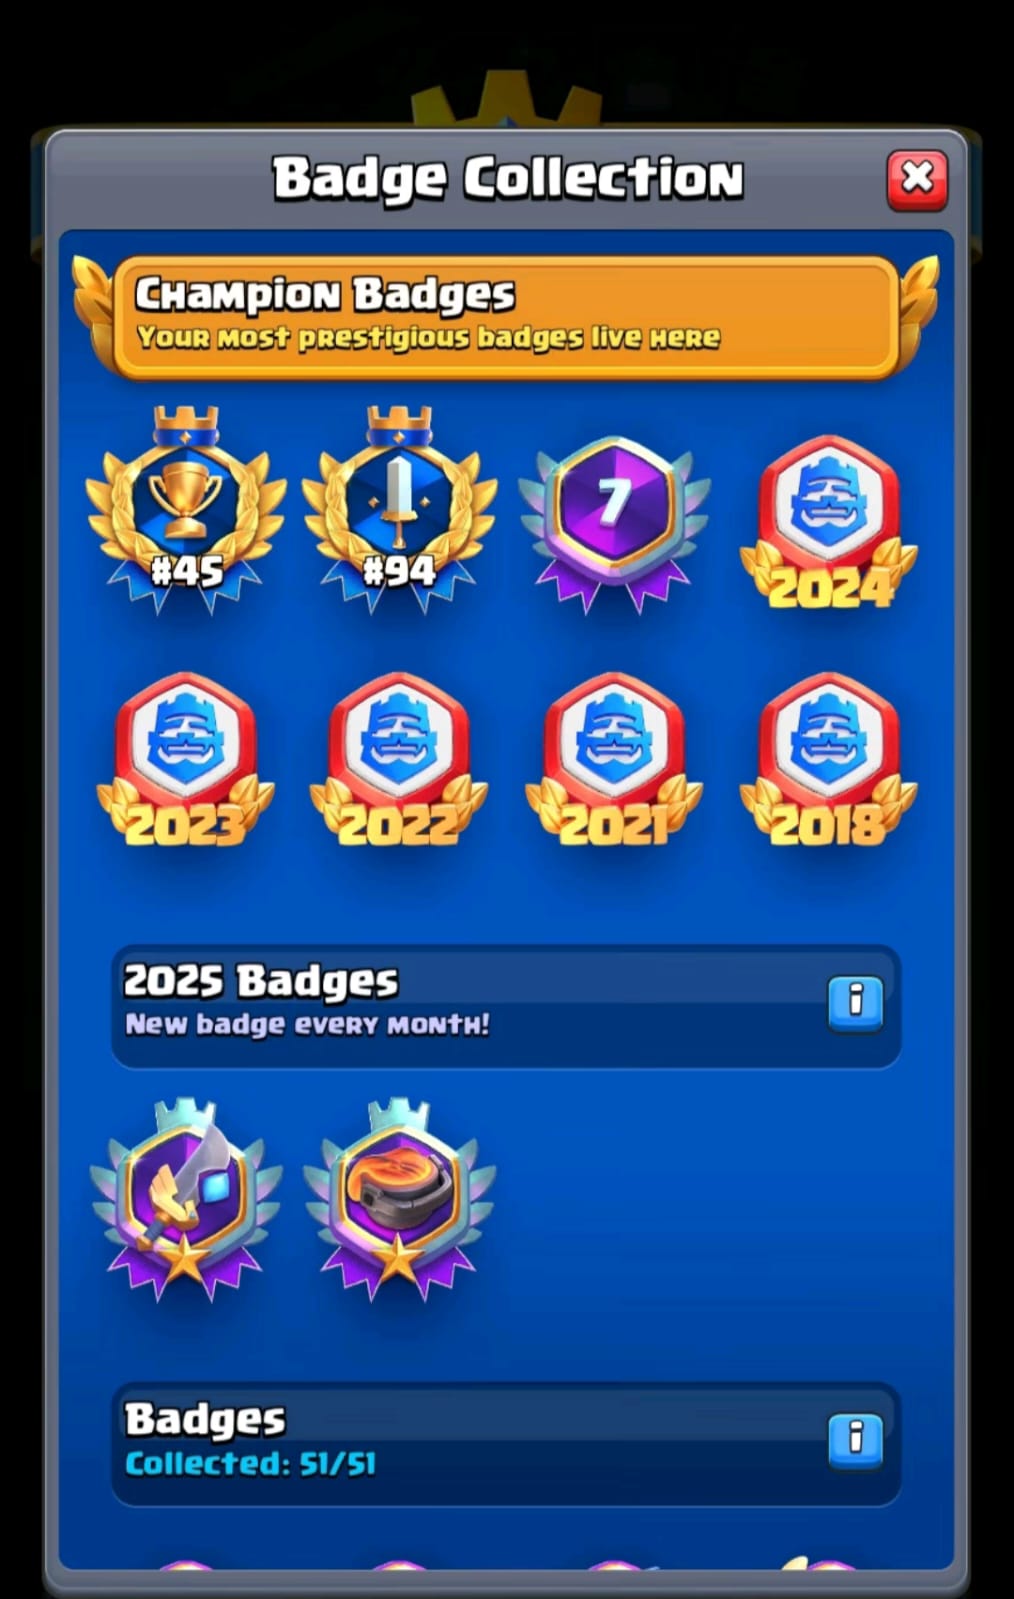 Badge Collection
Champion Badges
Your most prestigious badges live here
#45
#94
7
2024
2023
2022
2021
2018
2025 Badges
New badge every month!
i
Badges
Collected: 51/51
i